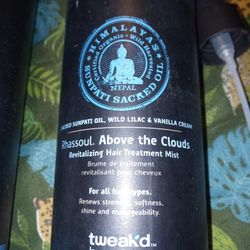 HIMALAYAS
Certified Organic • Wild Harvested
NEPAL
SUNPATI SACRED OIL
SACRED SUNPATI OIL, WILD LILAC & VANILLA CREAM
Rhassoul. Above the Clouds
Revitalizing Hair Treatment Mist
Brume de traitement
revitalisant pour cheveux
For all hair types.
Renews strength, softness,
shine and manageability.
tweak'd™